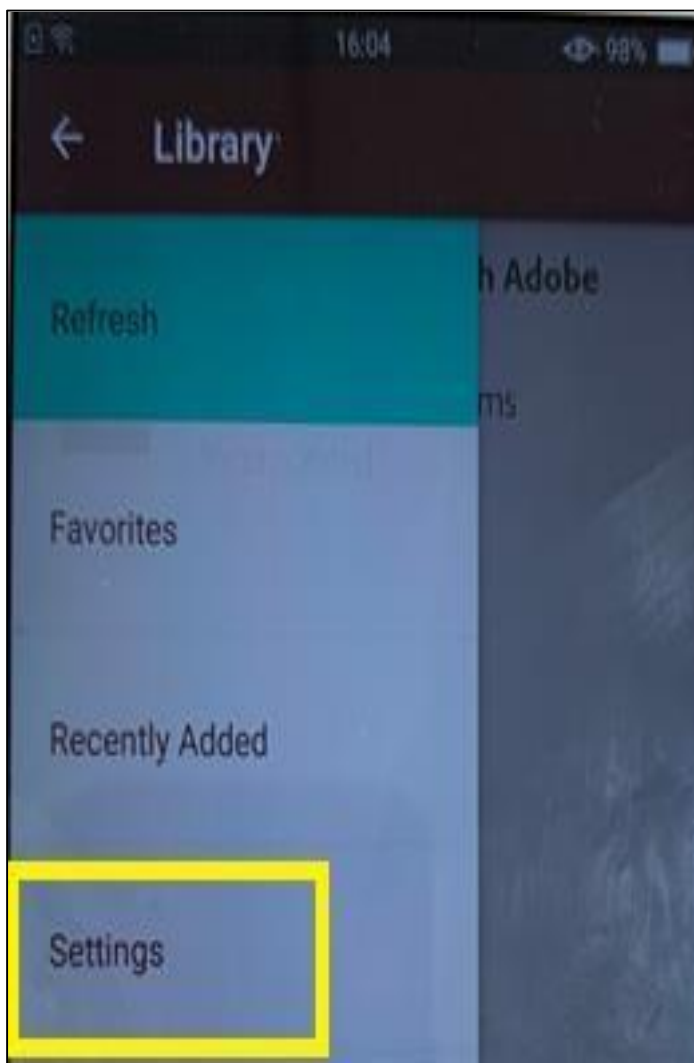 16:04 98%
Library
h Adobe
Refresh
ms
Favorites
Recently Added
Settings